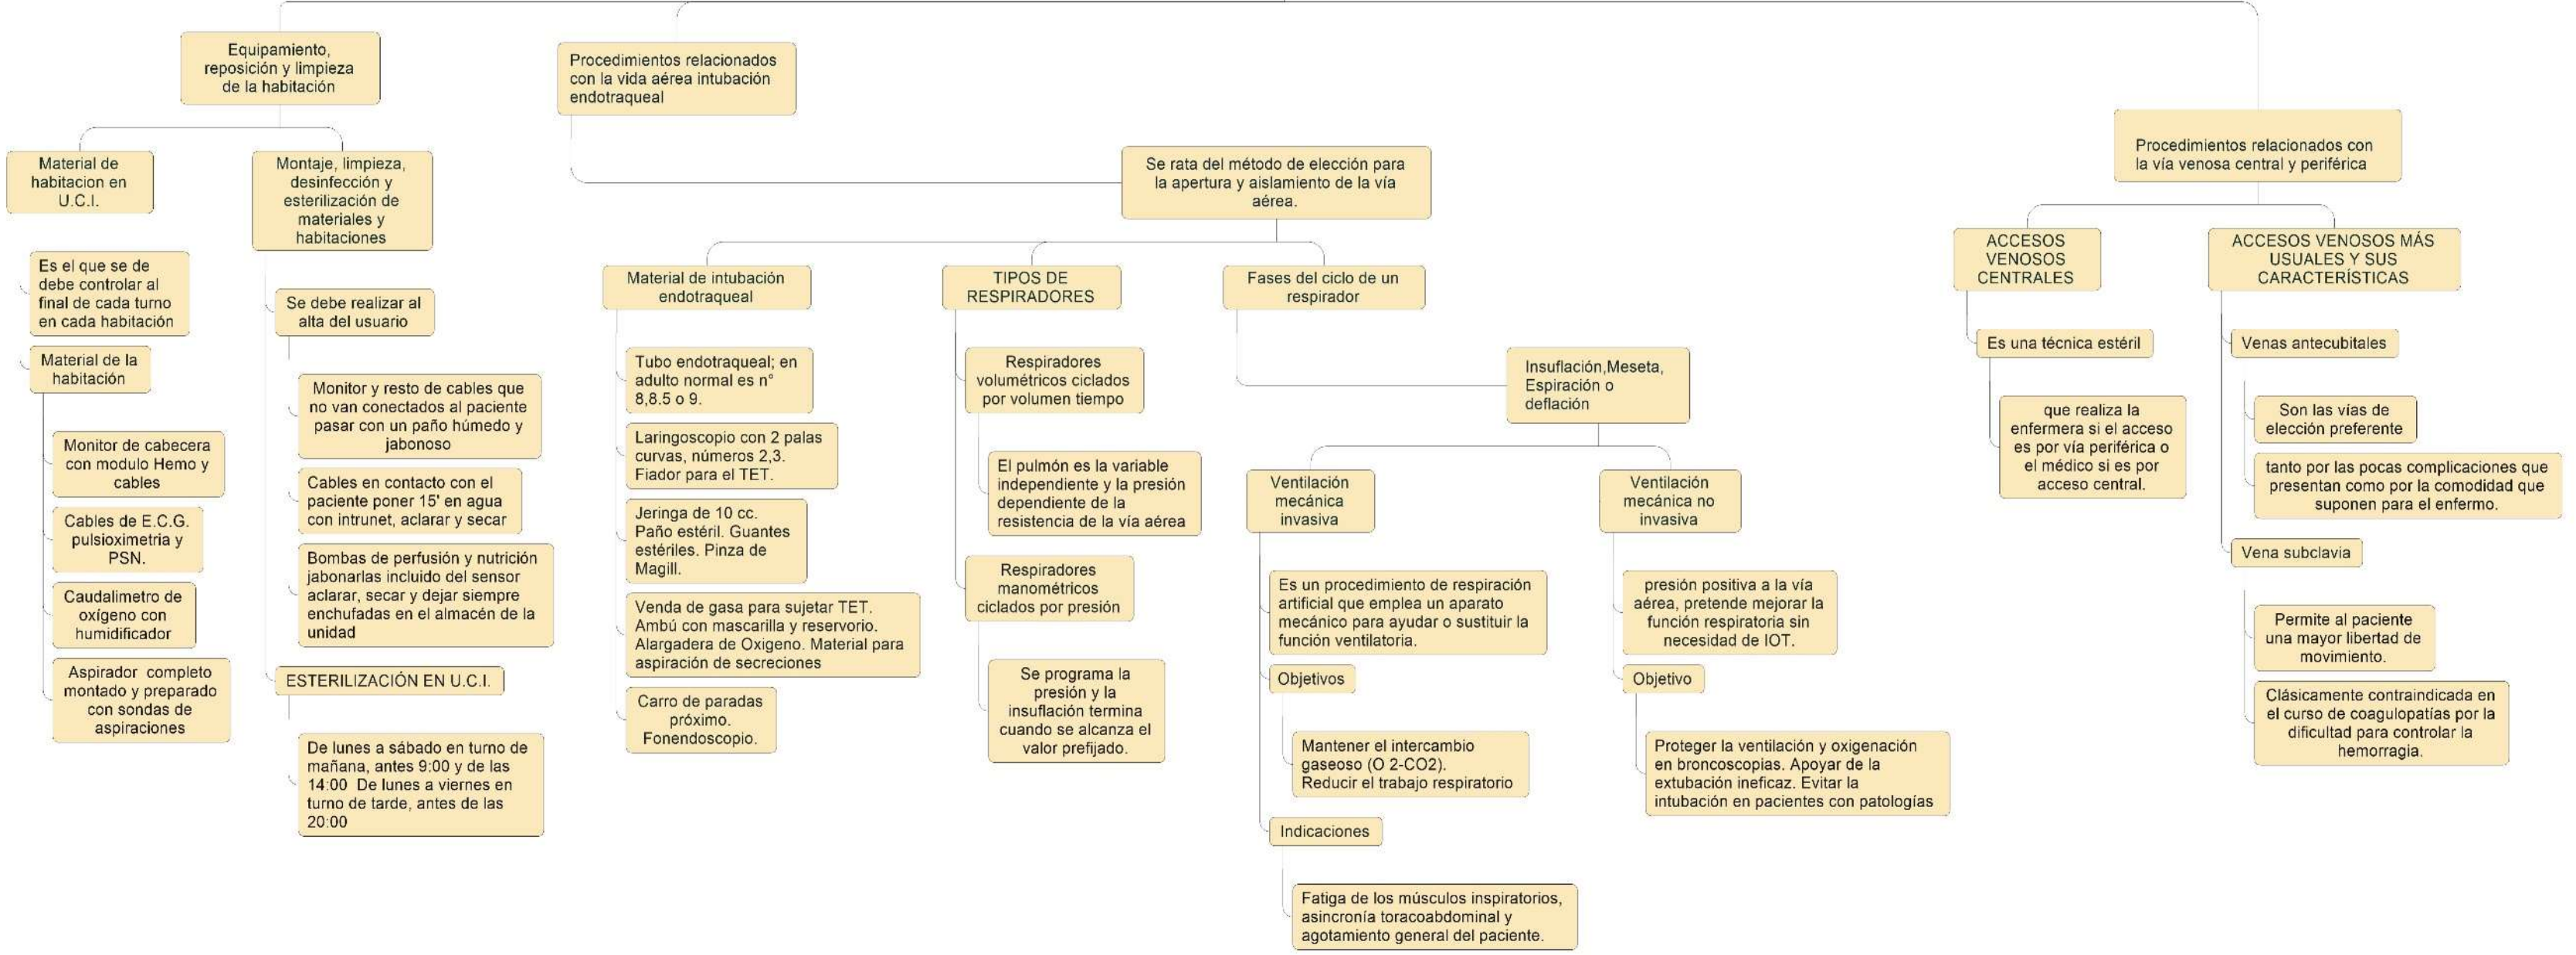 Equipamiento,
reposición y limpieza
de la habitación
Material de
habitacion en
U.C.I.
Es el que se de
debe controlar al
final de cada turno
en cada habitación
Material de la
habitación
Monitor de cabecera
con modulo Hemo y
cables
Cables de E.C.G.
pulsioximetria y
PSN.
Caudalimetro de
oxígeno con
humidificador
Aspirador completo
montado y preparado
con sondas de
aspiraciones
Montaje, limpieza,
desinfección y
esterilización de
materiales y
habitaciones
Se debe realizar al
alta del usuario
Monitor y resto de cables que
no van conectados al paciente
pasar con un paño húmedo y
jabonoso
Cables en contacto con el
paciente poner 15' en agua
con intrunet, aclarar y secar
Bombas de perfusión y nutrición
jabonarlas incluido del sensor
aclarar, secar y dejar siempre
enchufadas en el almacén de la
unidad
ESTERILIZACIÓN EN U.C.I.
De lunes a sábado en turno de
mañana, antes 9:00 y de las
14:00 De lunes a viernes en
turno de tarde, antes de las
20:00
Procedimientos relacionados
con la vida aérea intubación
endotraqueal
Se rata del método de elección para
la apertura y aislamiento de la vía
aérea.
Material de intubación
endotraqueal
Tubo endotraqueal; en
adulto normal es n°
8,8.5 o 9.
Laringoscopio con 2 palas
curvas, números 2,3.
Fiador para el TET.
Jeringa de 10 cc.
Paño estéril. Guantes
estériles. Pinza de
Magill.
Venda de gasa para sujetar TET.
Ambú con mascarilla y reservorio.
Alargadera de Oxigeno. Material para
aspiración de secreciones
Carro de paradas
próximo.
Fonendoscopio.
TIPOS DE
RESPIRADORES
Respiradores
volumétricos ciclados
por volumen tiempo
El pulmón es la variable
independiente y la presión
dependiente de la
resistencia de la vía aérea
Respiradores
manométricos
ciclados por presión
Se programa la
presión y la
insuflación termina
cuando se alcanza el
valor prefijado.
Fases del ciclo de un
respirador
Insuflación,Meseta,
Espiración o
deflación
Ventilación
mecánica
invasiva
Es un procedimiento de respiración
artificial que emplea un aparato
mecánico para ayudar o sustituir la
función ventilatoria.
Objetivos
Mantener el intercambio
gaseoso (O 2-CO2).
Reducir el trabajo respiratorio
Indicaciones
Fatiga de los músculos inspiratorios,
asincronía toracoabdominal y
agotamiento general del paciente.
Ventilación
mecánica no
invasiva
presión positiva a la vía
aérea, pretende mejorar la
función respiratoria sin
necesidad de IOT.
Objetivo
Proteger la ventilación y oxigenación
en broncoscopias. Apoyar de la
extubación ineficaz. Evitar la
intubación en pacientes con patologías
Procedimientos relacionados con
la vía venosa central y periférica
ACCESOS
VENOSOS
CENTRALES
Es una técnica estéril
que realiza la
enfermera si el acceso
es por vía periférica o
el médico si es por
acceso central.
ACCESOS VENOSOS MÁS
USUALES Y SUS
CARACTERÍSTICAS
Venas antecubitales
Son las vías de
elección preferente
tanto por las pocas complicaciones que
presentan como por la comodidad que
suponen para el enfermo.
Vena subclavia
Permite al paciente
una mayor libertad de
movimiento.
Clásicamente contraindicada en
el curso de coagulopatías por la
dificultad para controlar la
hemorragia.